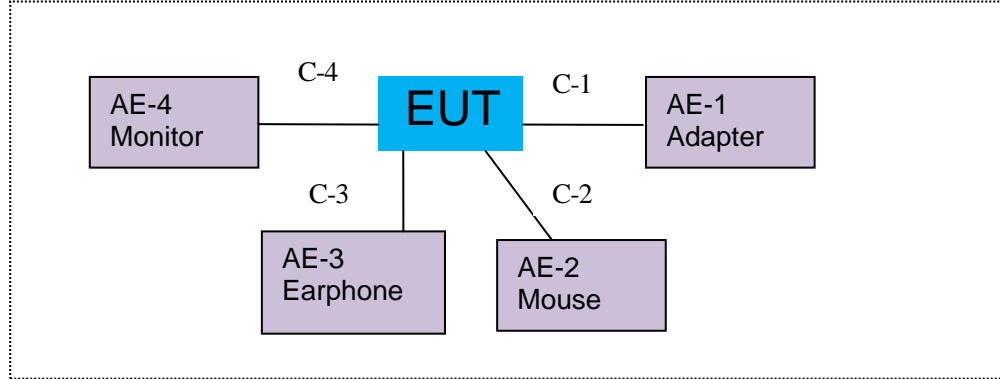 C-4
C-1
AE-4
Monitor
EUT
AE-1
Adapter
C-3
C-2
AE-3
Earphone
AE-2
Mouse